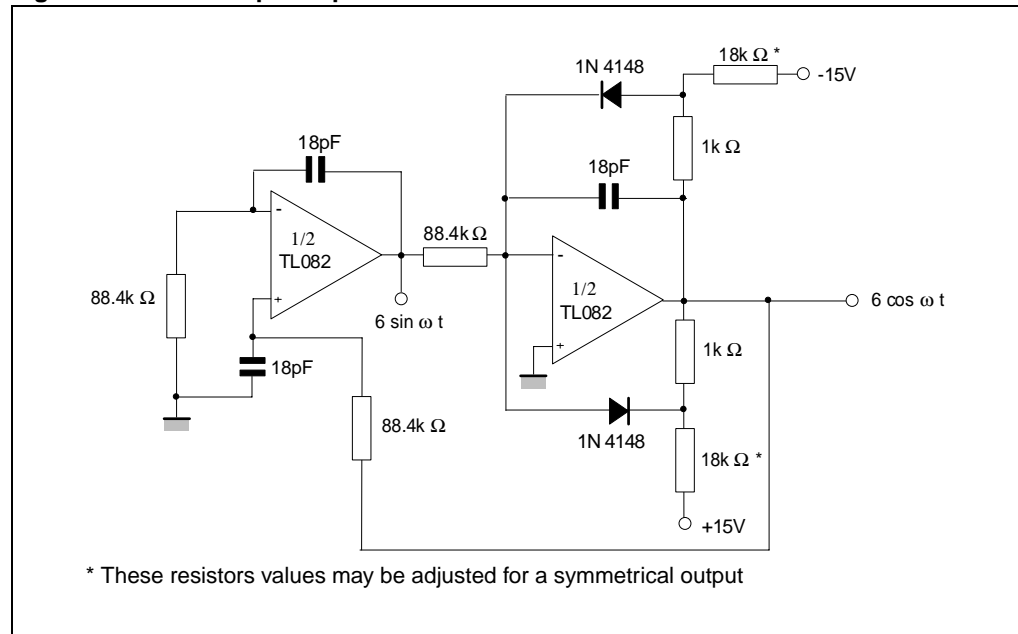 18k Ω *
1N 4148
-15V
18pF
1k Ω
18pF
-
1/2
TL082
+
88.4k Ω
88.4k Ω
6 sin ω t
-
1/2
TL082
+
6 cos ω t
18pF
1k Ω
88.4k Ω
1N 4148
18k Ω *
+15V
* These resistors values may be adjusted for a symmetrical output